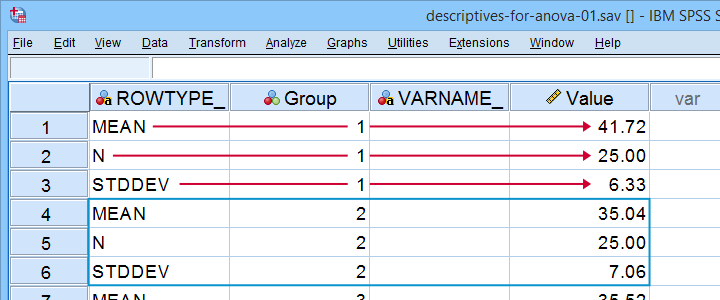 descriptives-for-anova-01.sav [] - IBM SPSS S
File Edit View Data Transform Analyze Graphs Utilities Extensions Window Help
a ROWTYPE_ Group a VARNAME_ Value var
1 MEAN 1 41.72
2 N 1 25.00
3 STDDEV 1 6.33
4 MEAN 2 35.04
5 N 2 25.00
6 STDDEV 2 7.06
7 MEAN 3 35.52